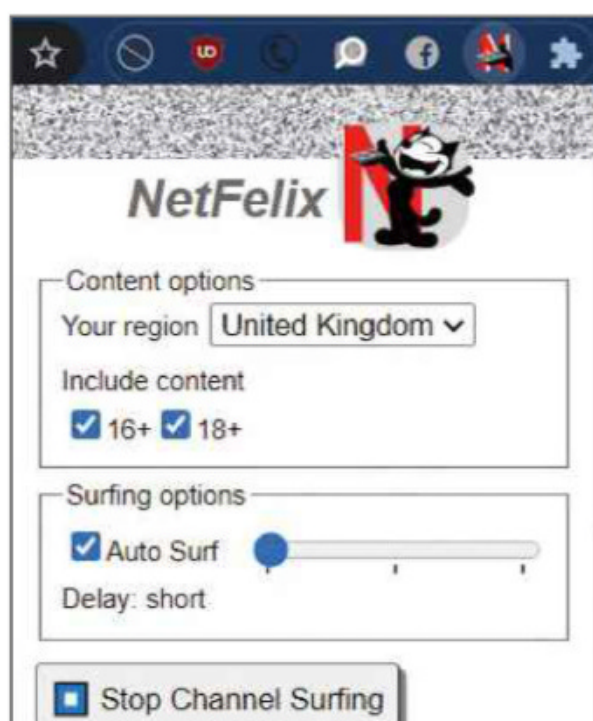 NetFelix
Content options
Your region United Kingdom
Include content
16+ 18+
Surfing options
Auto Surf
Delay: short
Stop Channel Surfing